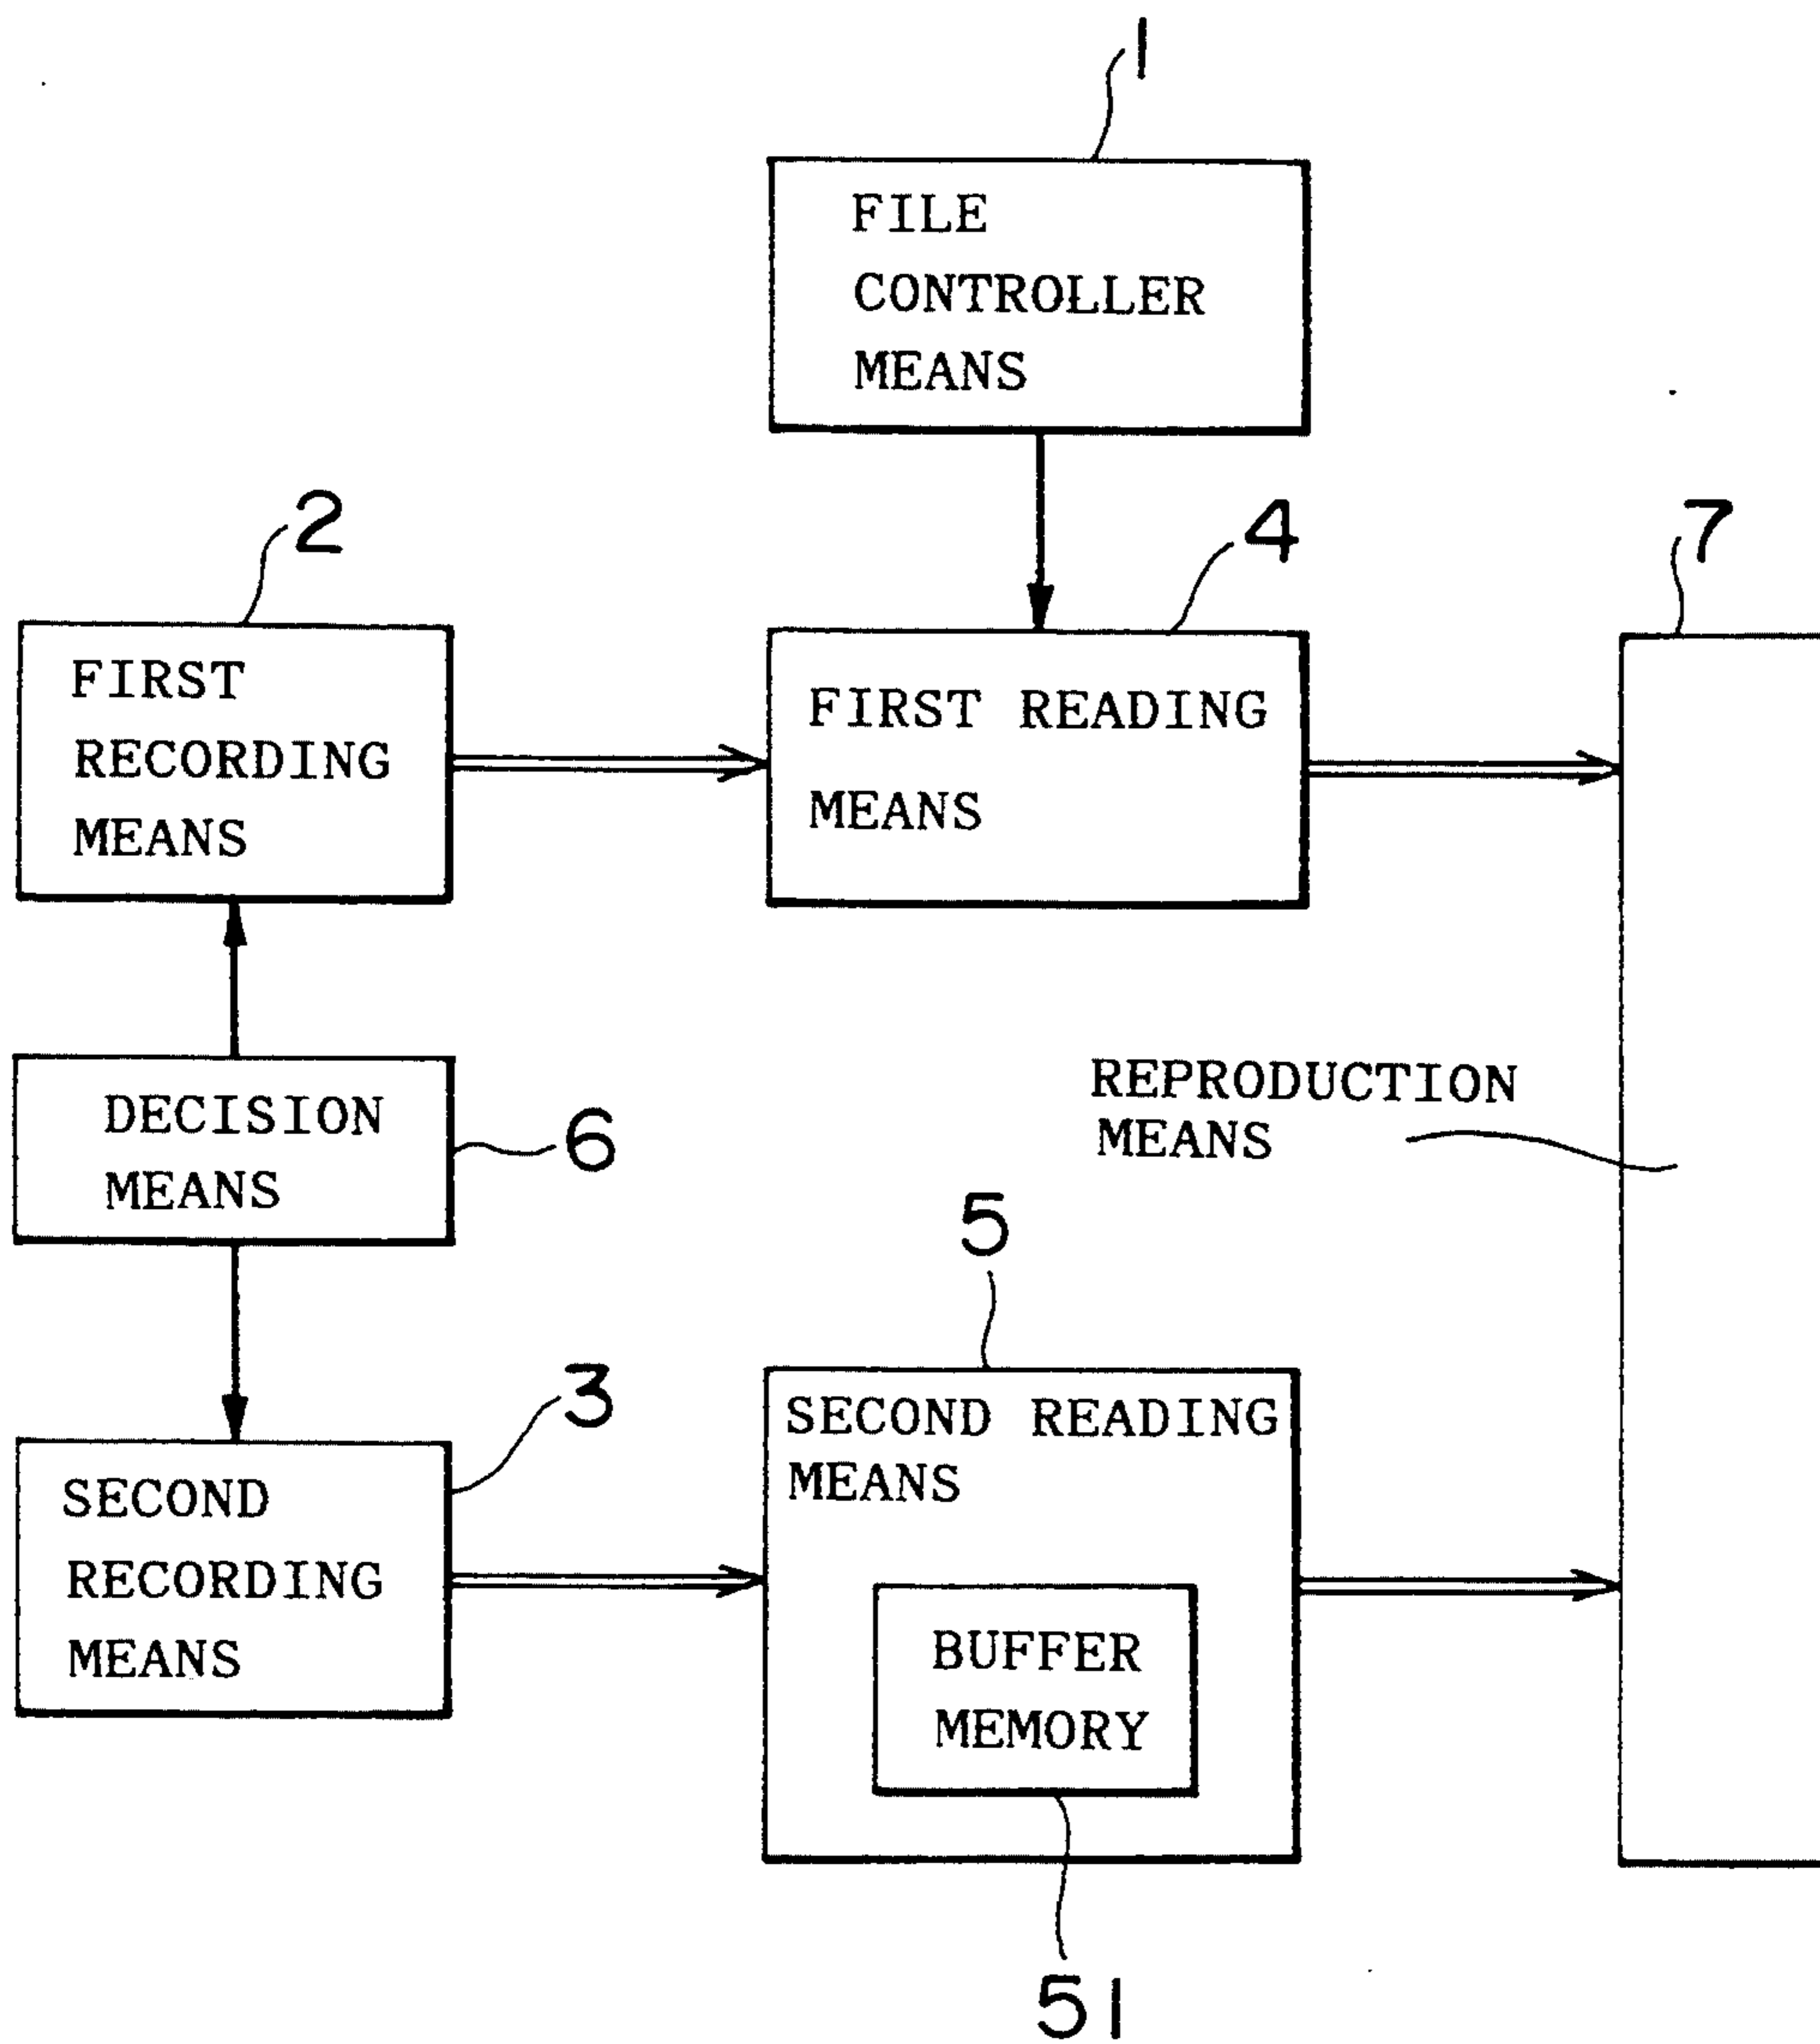 1
FILE
CONTROLLER
MEANS
2
4
7
FIRST
RECORDING
MEANS
FIRST READING
MEANS
DECISION
MEANS
6
REPRODUCTION
MEANS
5
3
SECOND
RECORDING
MEANS
SECOND READING
MEANS
BUFFER
MEMORY
51